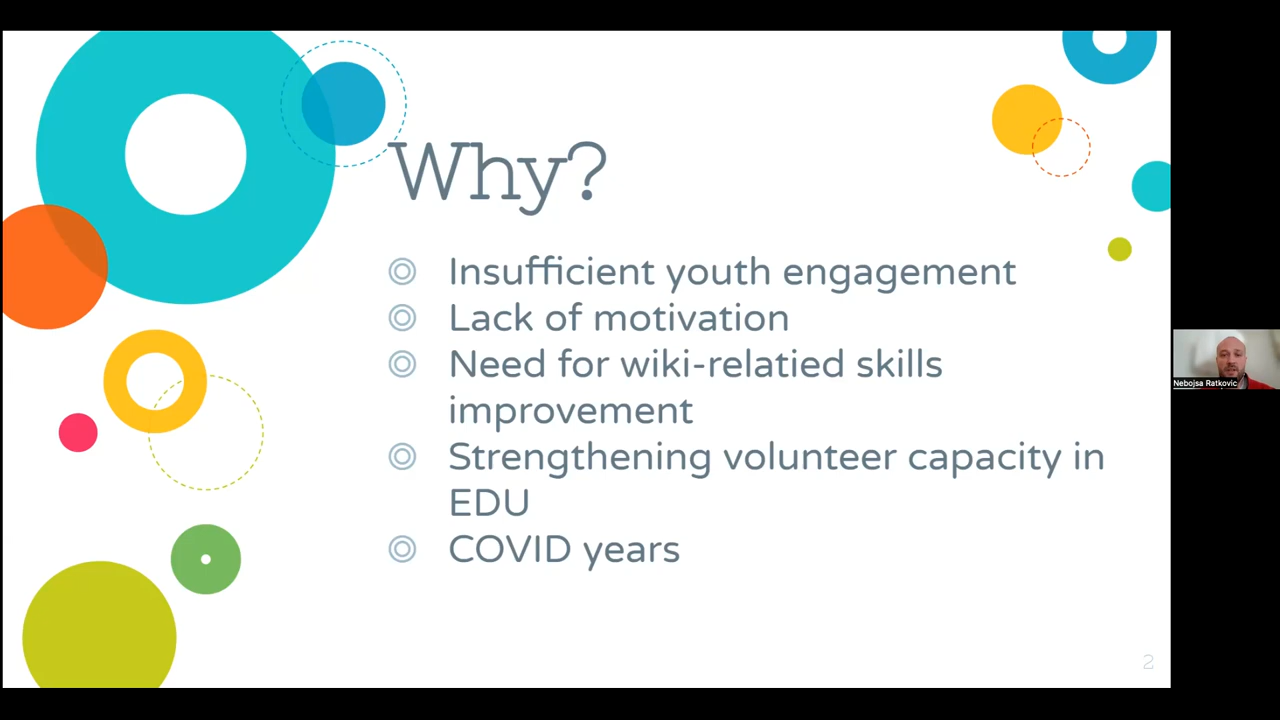 Why?
Insufficient youth engagement
Lack of motivation
Need for wiki-relatied skills
improvement
Strengthening volunteer capacity in
EDU
COVID years
Nebojsa Ratkovic
2